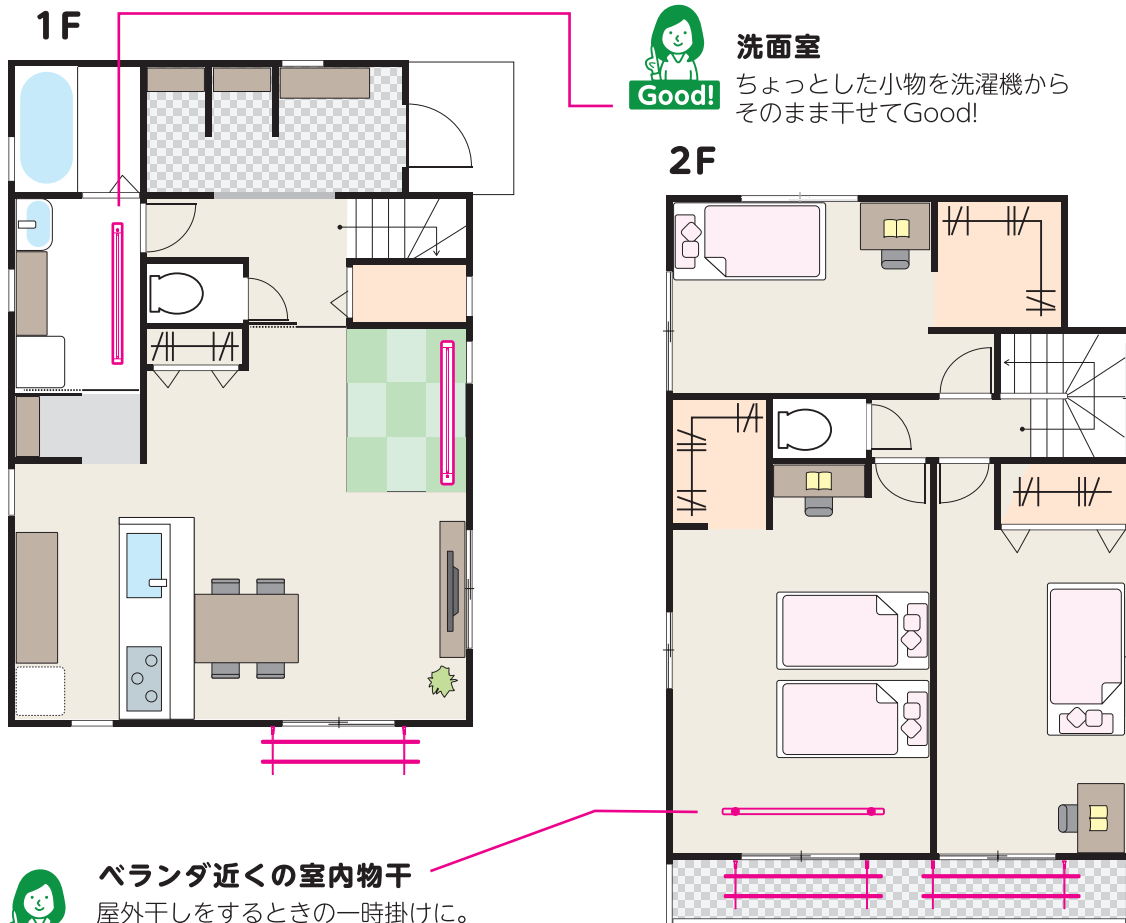 1F
Good!
洗面室
ちょっとした小物を洗濯機から
そのまま干せてGood!
2F
ベランダ近くの室内物干
屋外干しをするときの一時掛けに。